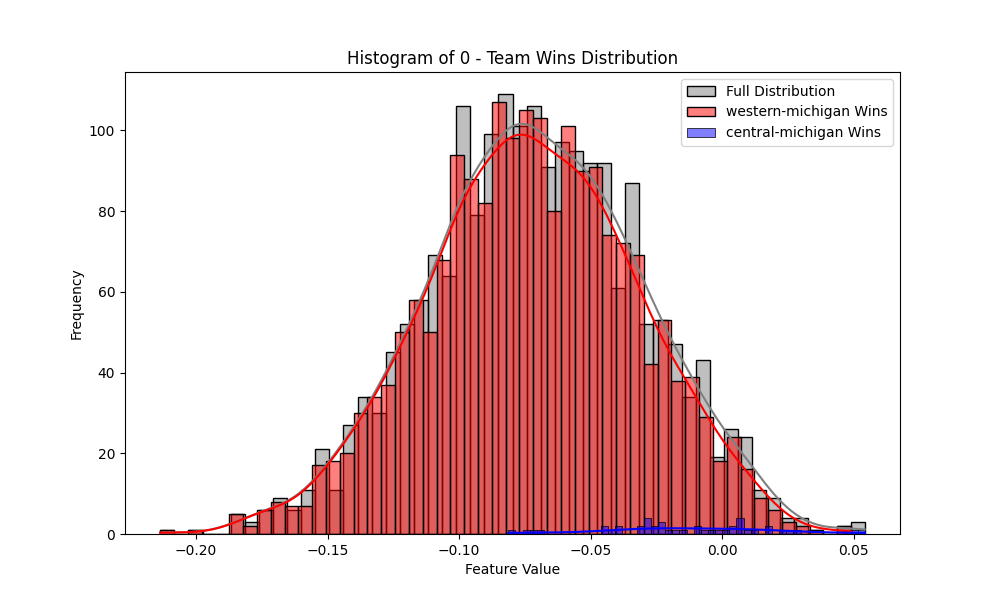 Histogram of 0 - Team Wins Distribution
Full Distribution
western-michigan Wins
central-michigan Wins
Frequency
100
80
60
40
20
0
−0.20 −0.15 −0.10 −0.05 0.00 0.05
Feature Value